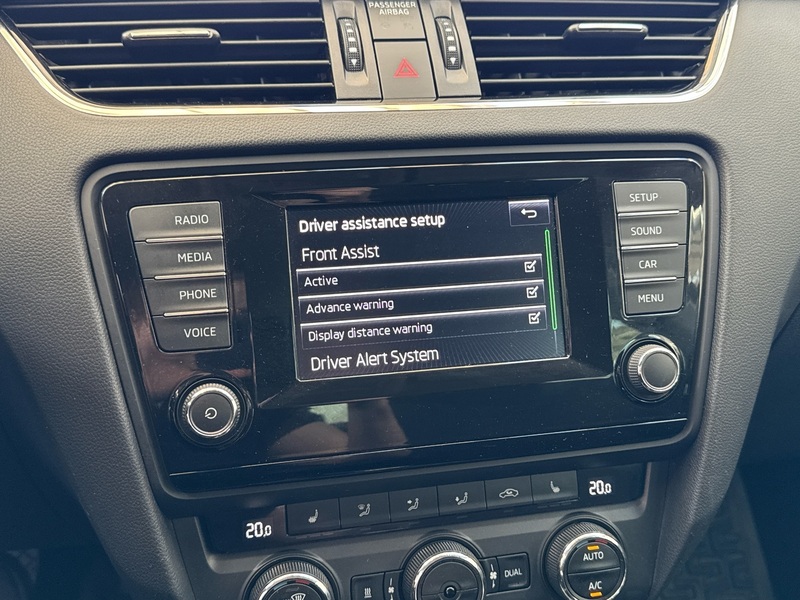 PASSENGER
AIRBAG
RADIO
MEDIA
PHONE
VOICE
Driver assistance setup
Front Assist
Active
Advance warning
Display distance warning
Driver Alert System
SETUP
SOUND
CAR
MENU
20.0
20.0
DUAL
AUTO
A/C